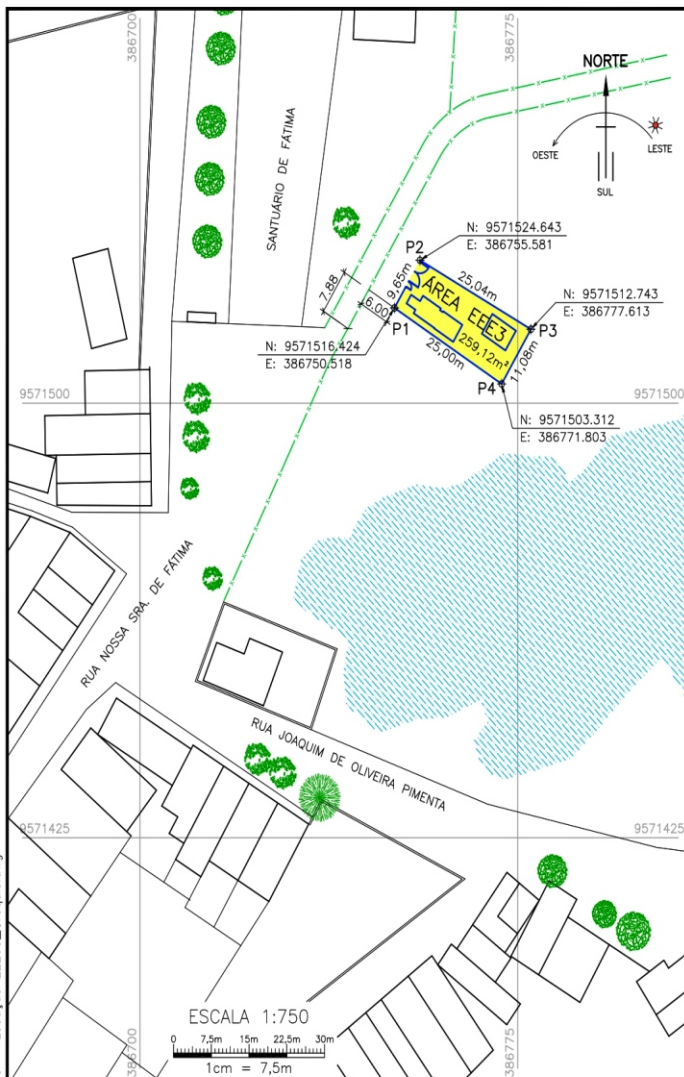 386700
386775
NORTE
OESTE
LESTE
SUL
SANTUÁRIO DE FÁTIMA
N: 9571524.643
E: 386755.581
P2
25,04m
9,65m
7.88
6.00
ÁREA EEE3
N: 9571512.743
E: 386777.613
P3
P1
N: 9571516.424
E: 386750.518
259,12m²
25,00m
11,08m
P4
9571500
9571500
N: 9571503.312
E: 386771.803
RUA NOSSA SRA. DE FÁTIMA
RUA JOAQUIM DE OLIVEIRA PIMENTA
9571425
9571425
ESCALA 1:750
0 7,5m 15m 22,5m 30m
1cm = 7,5m
386700
386775